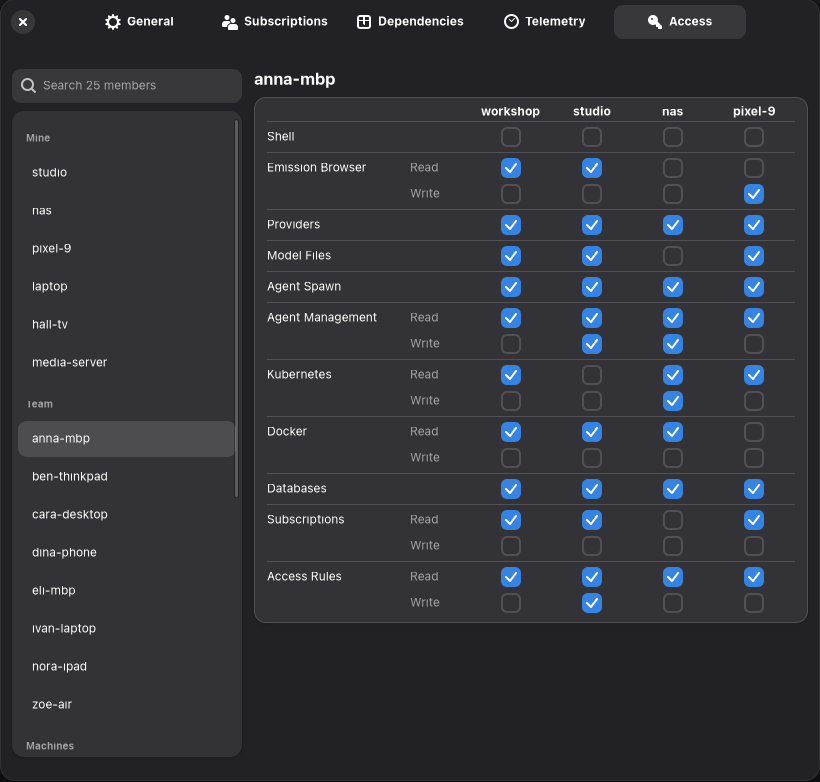 General Subscriptions Dependencies Telemetry Access
Search 25 members
Mine
studio
nas
pixel-9
laptop
hall-tv
media-server
Team
anna-mbp
ben-thinkpad
cara-desktop
dina-phone
eli-mbp
ivan-laptop
nora-ipad
zoe-air
Machines
anna-mbp
workshop studio nas pixel-9
Shell
Emission Browser Read
Write
Providers
Model Files
Agent Spawn
Agent Management Read
Write
Kubernetes Read
Write
Docker Read
Write
Databases
Subscriptions Read
Write
Access Rules Read
Write